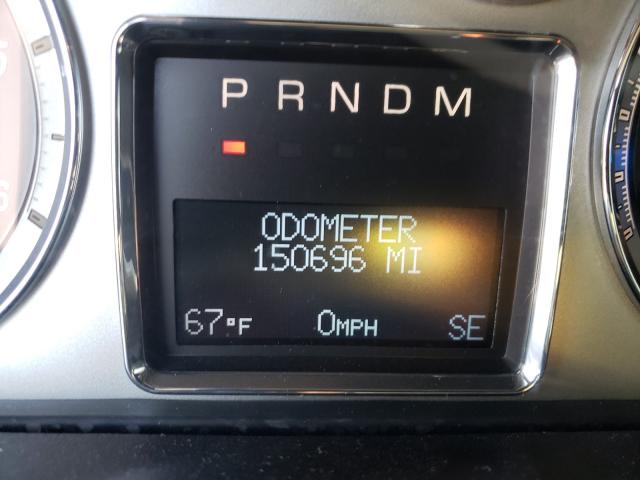 P R N D M
ODOMETER
150696 MI
67°F 0MPH SE